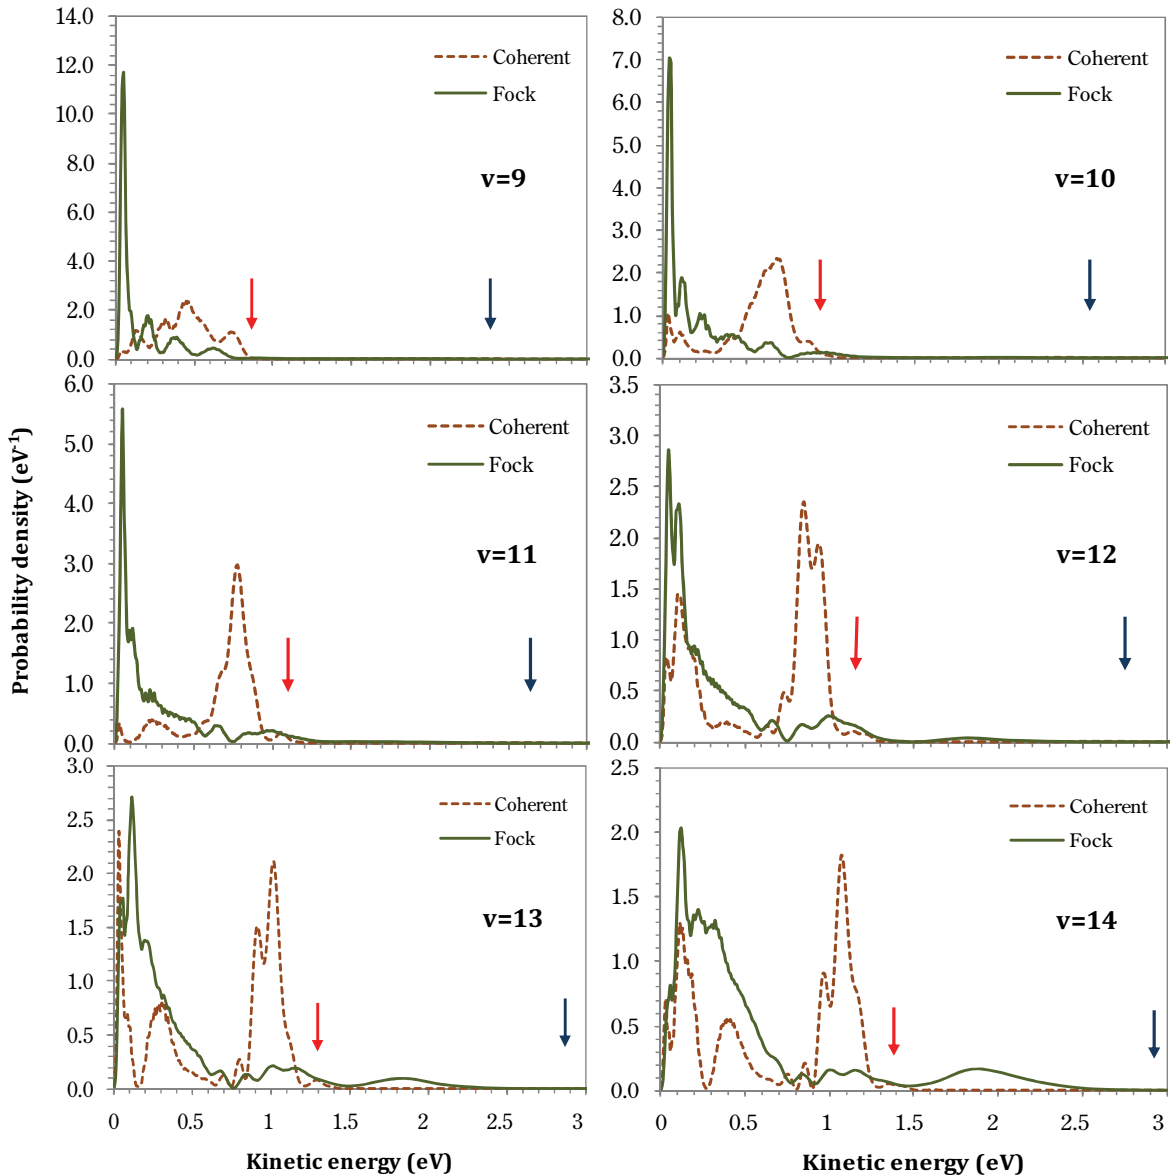 Probability density (eV⁻¹)
14.0
12.0
10.0
8.0
6.0
4.0
2.0
0.0
Coherent
Fock
v=9
8.0
7.0
6.0
5.0
4.0
3.0
2.0
1.0
0.0
Coherent
Fock
v=10
6.0
5.0
4.0
3.0
2.0
1.0
0.0
Coherent
Fock
v=11
3.5
3.0
2.5
2.0
1.5
1.0
0.5
0.0
Coherent
Fock
v=12
3.0
2.5
2.0
1.5
1.0
0.5
0.0
Coherent
Fock
v=13
0 0.5 1 1.5 2 2.5 3
Kinetic energy (eV)
2.5
2.0
1.5
1.0
0.5
0.0
Coherent
Fock
v=14
0 0.5 1 1.5 2 2.5 3
Kinetic energy (eV)